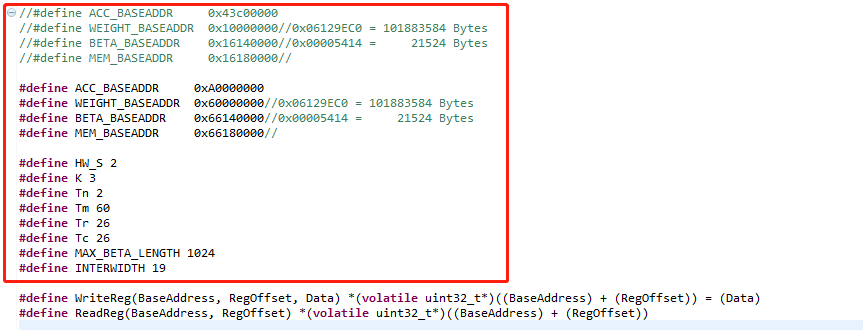 //#define ACC_BASEADDR     0x43c00000
//#define WEIGHT_BASEADDR  0x10000000//0x06129EC0 = 101883584 Bytes
//#define BETA_BASEADDR    0x16140000//0x00005414 =     21524 Bytes
//#define MEM_BASEADDR     0x16180000//
#define ACC_BASEADDR     0xA0000000
#define WEIGHT_BASEADDR  0x60000000//0x06129EC0 = 101883584 Bytes
#define BETA_BASEADDR    0x66140000//0x00005414 =     21524 Bytes
#define MEM_BASEADDR     0x66180000//
#define HW_S 2
#define K 3
#define Tn 2
#define Tm 60
#define Tr 26
#define Tc 26
#define MAX_BETA_LENGTH 1024
#define INTERWIDTH 19
#define WriteReg(BaseAddress, RegOffset, Data) *(volatile uint32_t*)((BaseAddress) + (RegOffset)) = (Data)
#define ReadReg(BaseAddress, RegOffset) *(volatile uint32_t*)((BaseAddress) + (RegOffset))